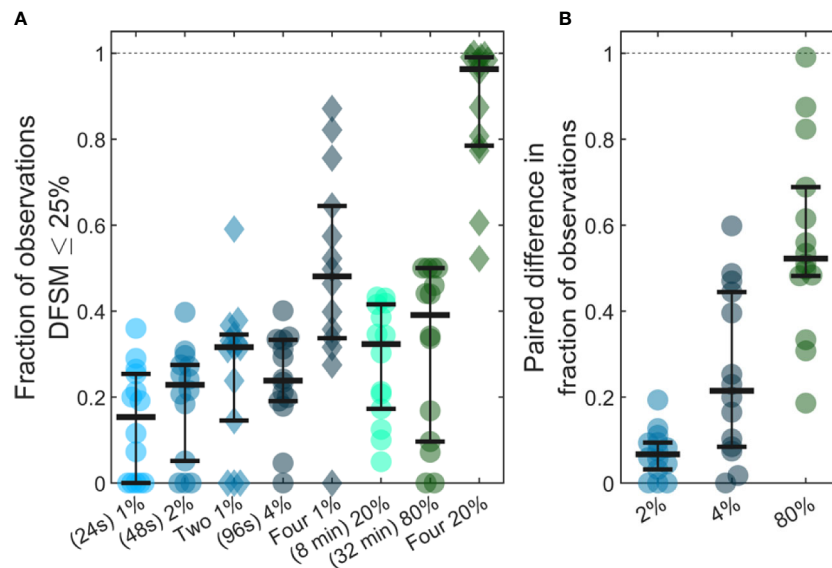 A
Fraction of observations
DFSM ≤ 25%
1
0.8
0.6
0.4
0.2
0
(24s) 1%
(48s) 2%
Two 1%
(96s) 4%
Four 1%
(8 min) 20%
(32 min) 80%
Four 20%
B
Paired difference in
fraction of observations
1
0.8
0.6
0.4
0.2
0
2%
4%
80%